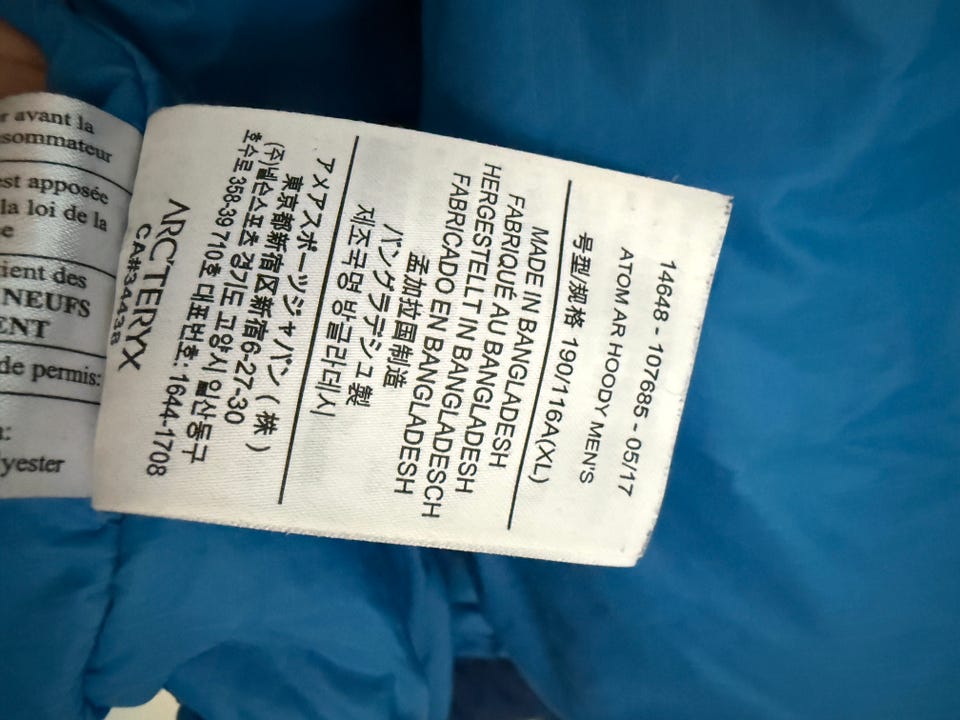 14648 - 107685 - 05/17
ATOM AR HOODY MEN'S
号型规格 190/116A(XL)
MADE IN BANGLADESH
FABRIQUÉ AU BANGLADESH
HERGESTELT IN BANGLADESCH
FABRICADO EN BANGLADESH
孟加拉国制造
バングラデシュ製
제조국명 방글라데시
アメアスポーツジャパン（株）
東京都新宿区新宿6-27-30
(주)넬슨스포츠 경기도 고양시 일산동구
호수로 358-39 710호 대표번호: 1644-1708
ARC'TERYX
CA#34438
avant la
sommateur
est apposée
la loi de la
ient des
NEUFS
ENT
de permis:
yester